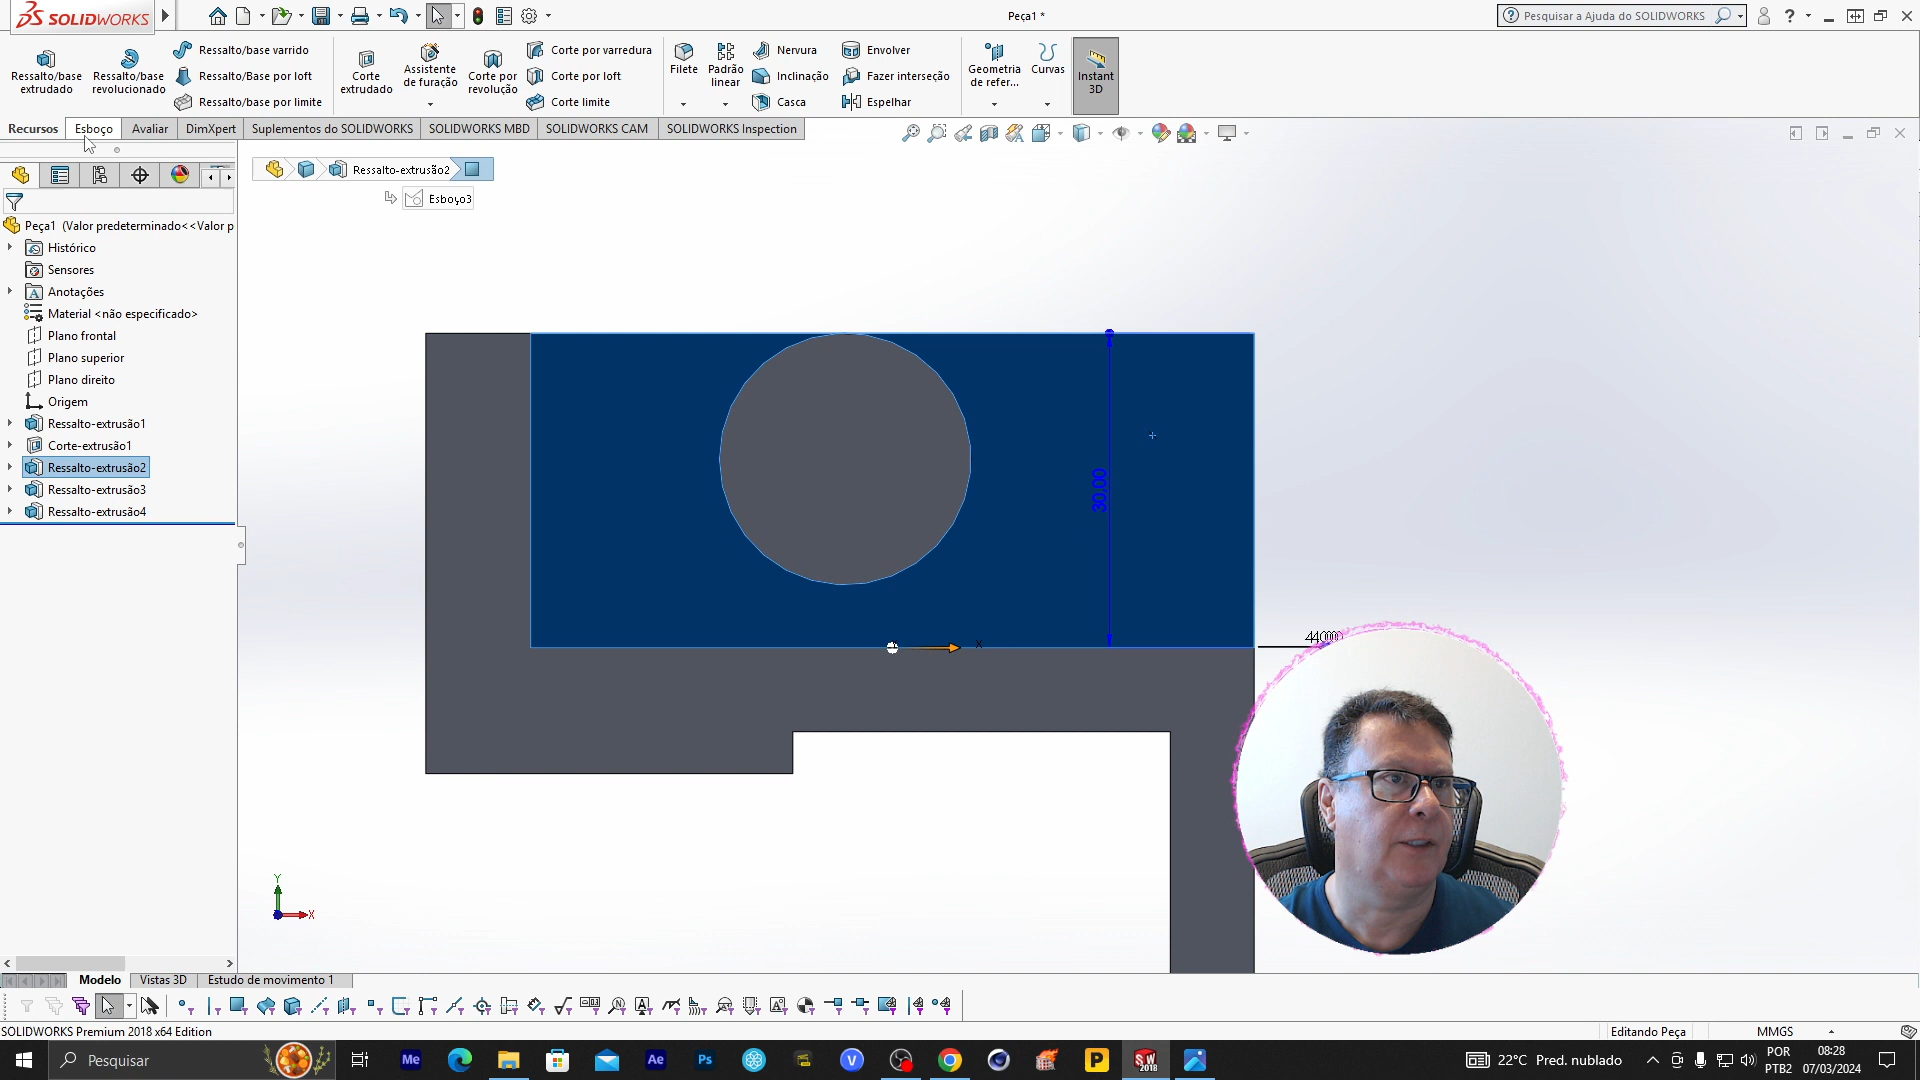 SOLIDWORKS
Peça1 *
Pesquisar a Ajuda do SOLIDWORKS
Ressalto/base extrudado
Ressalto/base revolucionado
Ressalto/base varrido
Ressalto/Base por loft
Ressalto/base por limite
Corte extrudado
Assistente de furação
Corte por revolução
Corte por varredura
Corte por loft
Corte limite
Filete
Padrão linear
Nervura
Inclinação
Casca
Envolver
Fazer interseção
Espelhar
Geometria de refer...
Curvas
Instant 3D
Recursos
Esboço
Avaliar
DimXpert
Suplementos do SOLIDWORKS
SOLIDWORKS MBD
SOLIDWORKS CAM
SOLIDWORKS Inspection
Ressalto-extrusão2
Esboço3
Peça1 (Valor predeterminado<<Valor p
Histórico
Sensores
Anotações
Material <não especificado>
Plano frontal
Plano superior
Plano direito
Origem
Ressalto-extrusão1
Corte-extrusão1
Ressalto-extrusão2
Ressalto-extrusão3
Ressalto-extrusão4
30,00
X
Y
X
Modelo
Vistas 3D
Estudo de movimento 1
SOLIDWORKS Premium 2018 x64 Edition
Editando Peça
MMGS
Pesquisar
Me
Ae
Ps
V
P
SW
2018
22°C Pred. nublado
POR
PTB2
08:28
07/03/2024